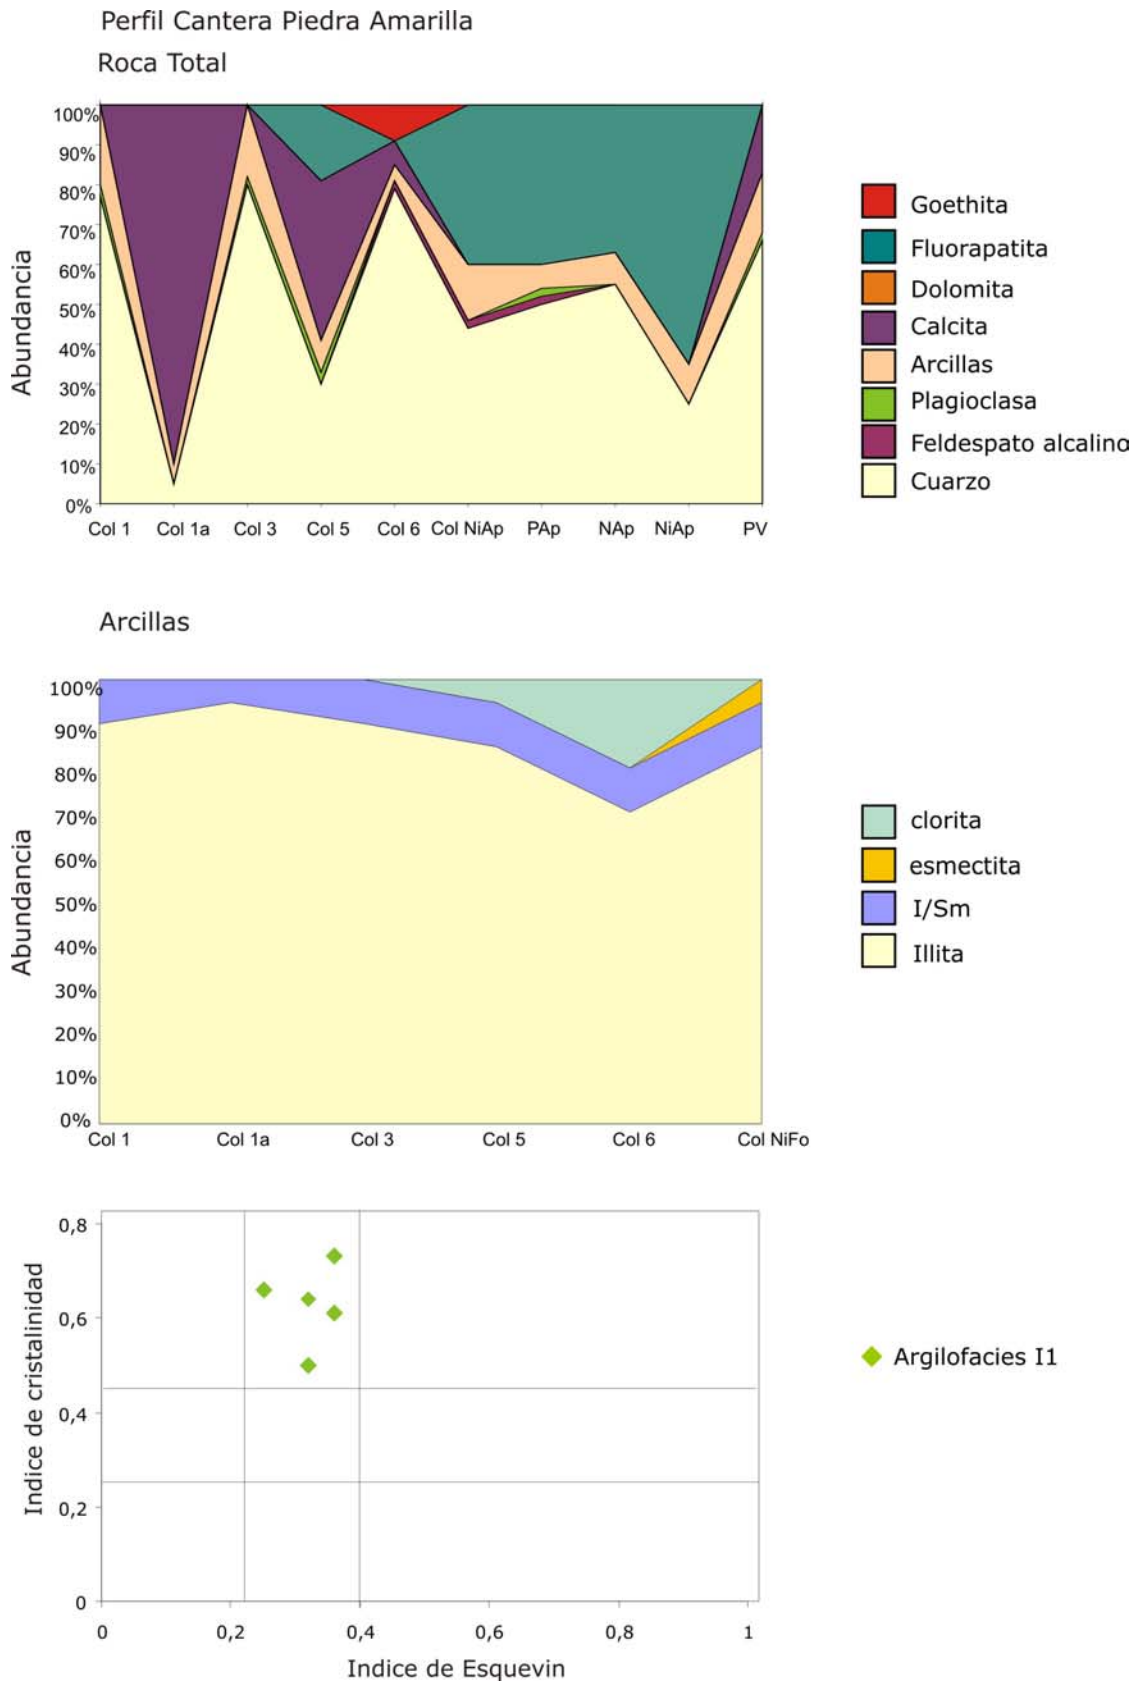 Perfil Cantera Piedra Amarilla
Roca Total
100%
90%
80%
70%
60%
50%
40%
30%
20%
10%
0%
Abundancia
Col 1 Col 1a Col 3 Col 5 Col 6 Col NiAp PAp NAp NiAp PV
Goethita
Fluorapatita
Dolomita
Calcita
Arcillas
Plagioclasa
Feldespato alcalino
Cuarzo
Arcillas
100%
90%
80%
70%
60%
50%
40%
30%
20%
10%
0%
Abundancia
Col 1 Col 1a Col 3 Col 5 Col 6 Col NiFo
clorita
esmectita
I/Sm
Illita
0,8
0,6
0,4
0,2
0
Indice de cristalinidad
0 0,2 0,4 0,6 0,8 1
Indice de Esquevin
Argilofacies I1